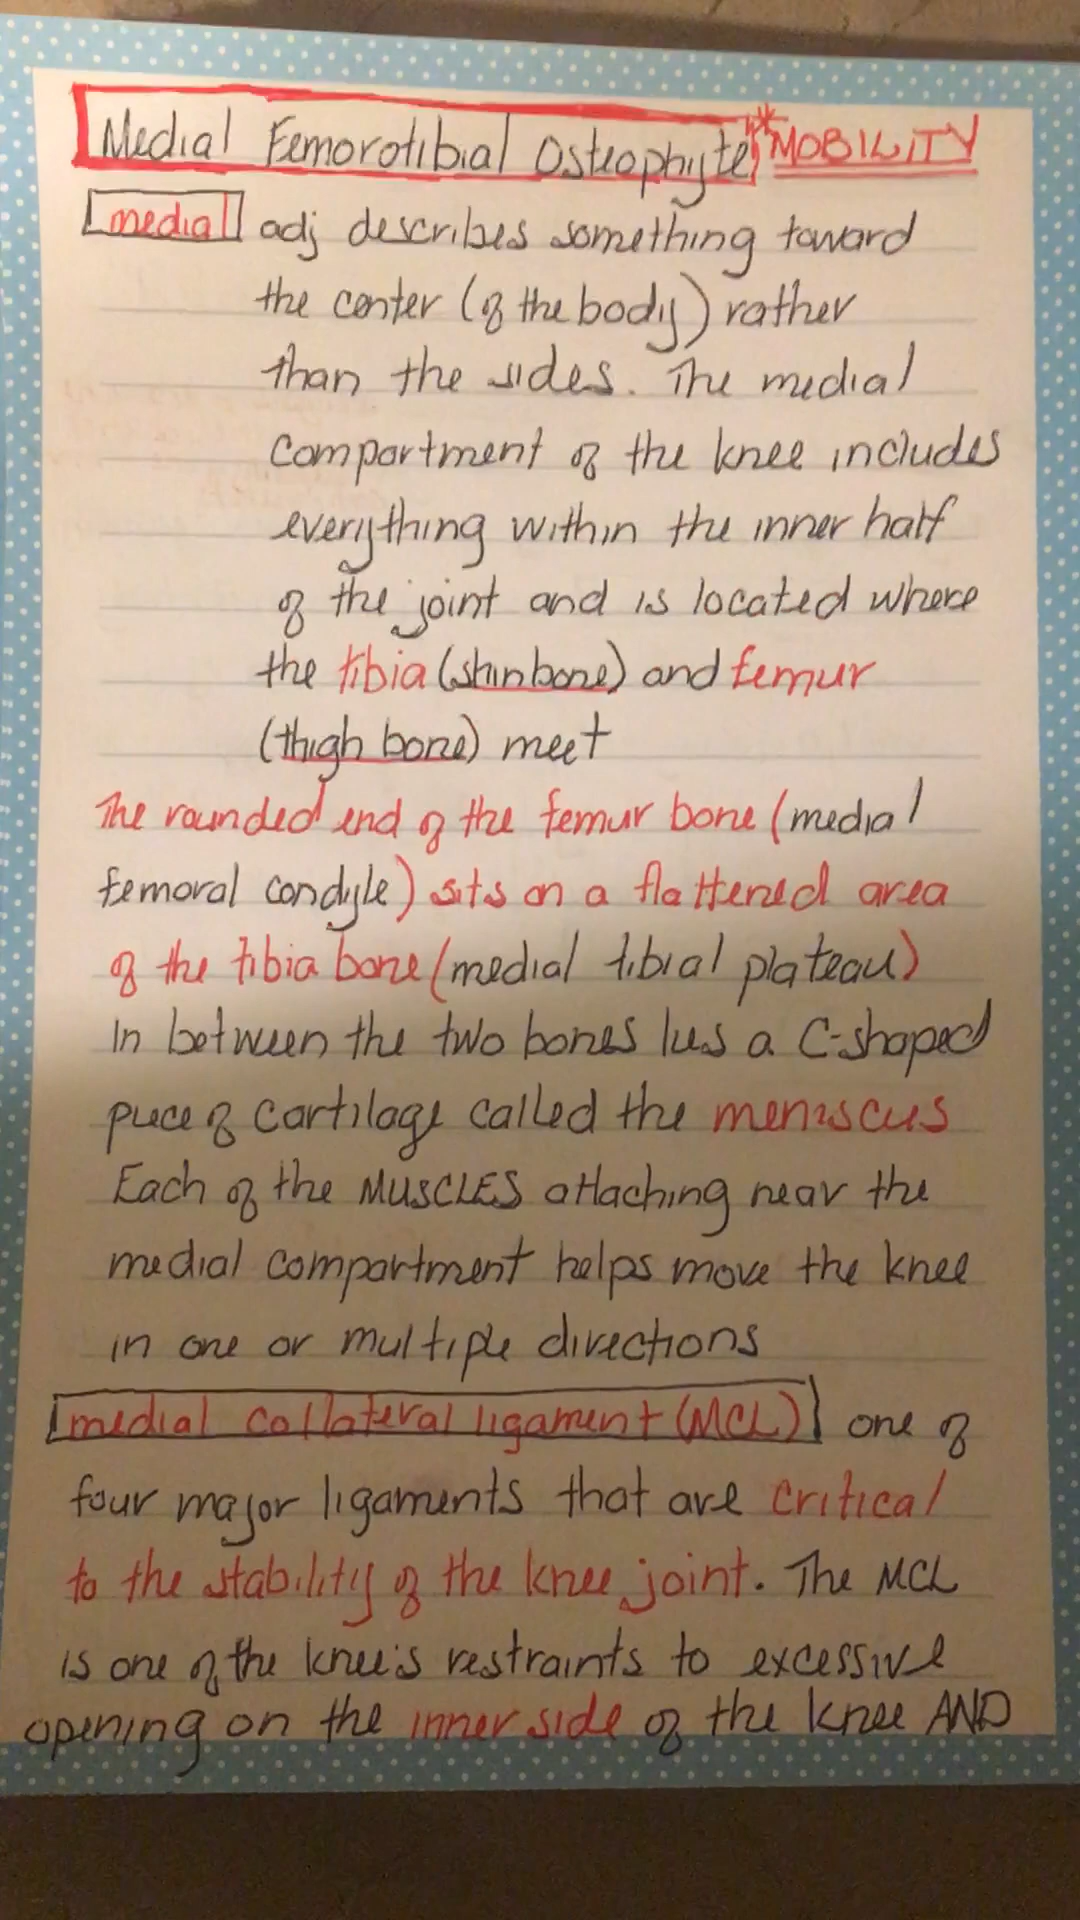 Medial Femorotibial Osteophyte * MOBILITY
medial adj describes something toward
the center (of the body) rather
than the sides. The medial
compartment of the knee includes
everything within the inner half
of the joint and is located where
the tibia (shinbone) and femur
(thigh bone) meet
The rounded end of the femur bone (medial
femoral condyle) sits on a flattened area
of the tibia bone (medial tibial plateau)
In between the two bones lies a C-shaped
piece of cartilage called the meniscus
Each of the MUSCLES attaching near the
medial compartment helps move the knee
in one or multiple directions
medial collateral ligament (MCL) one of
four major ligaments that are critical
to the stability of the knee joint. The MCL
is one of the knee's restraints to excessive
opening on the inner side of the knee AND